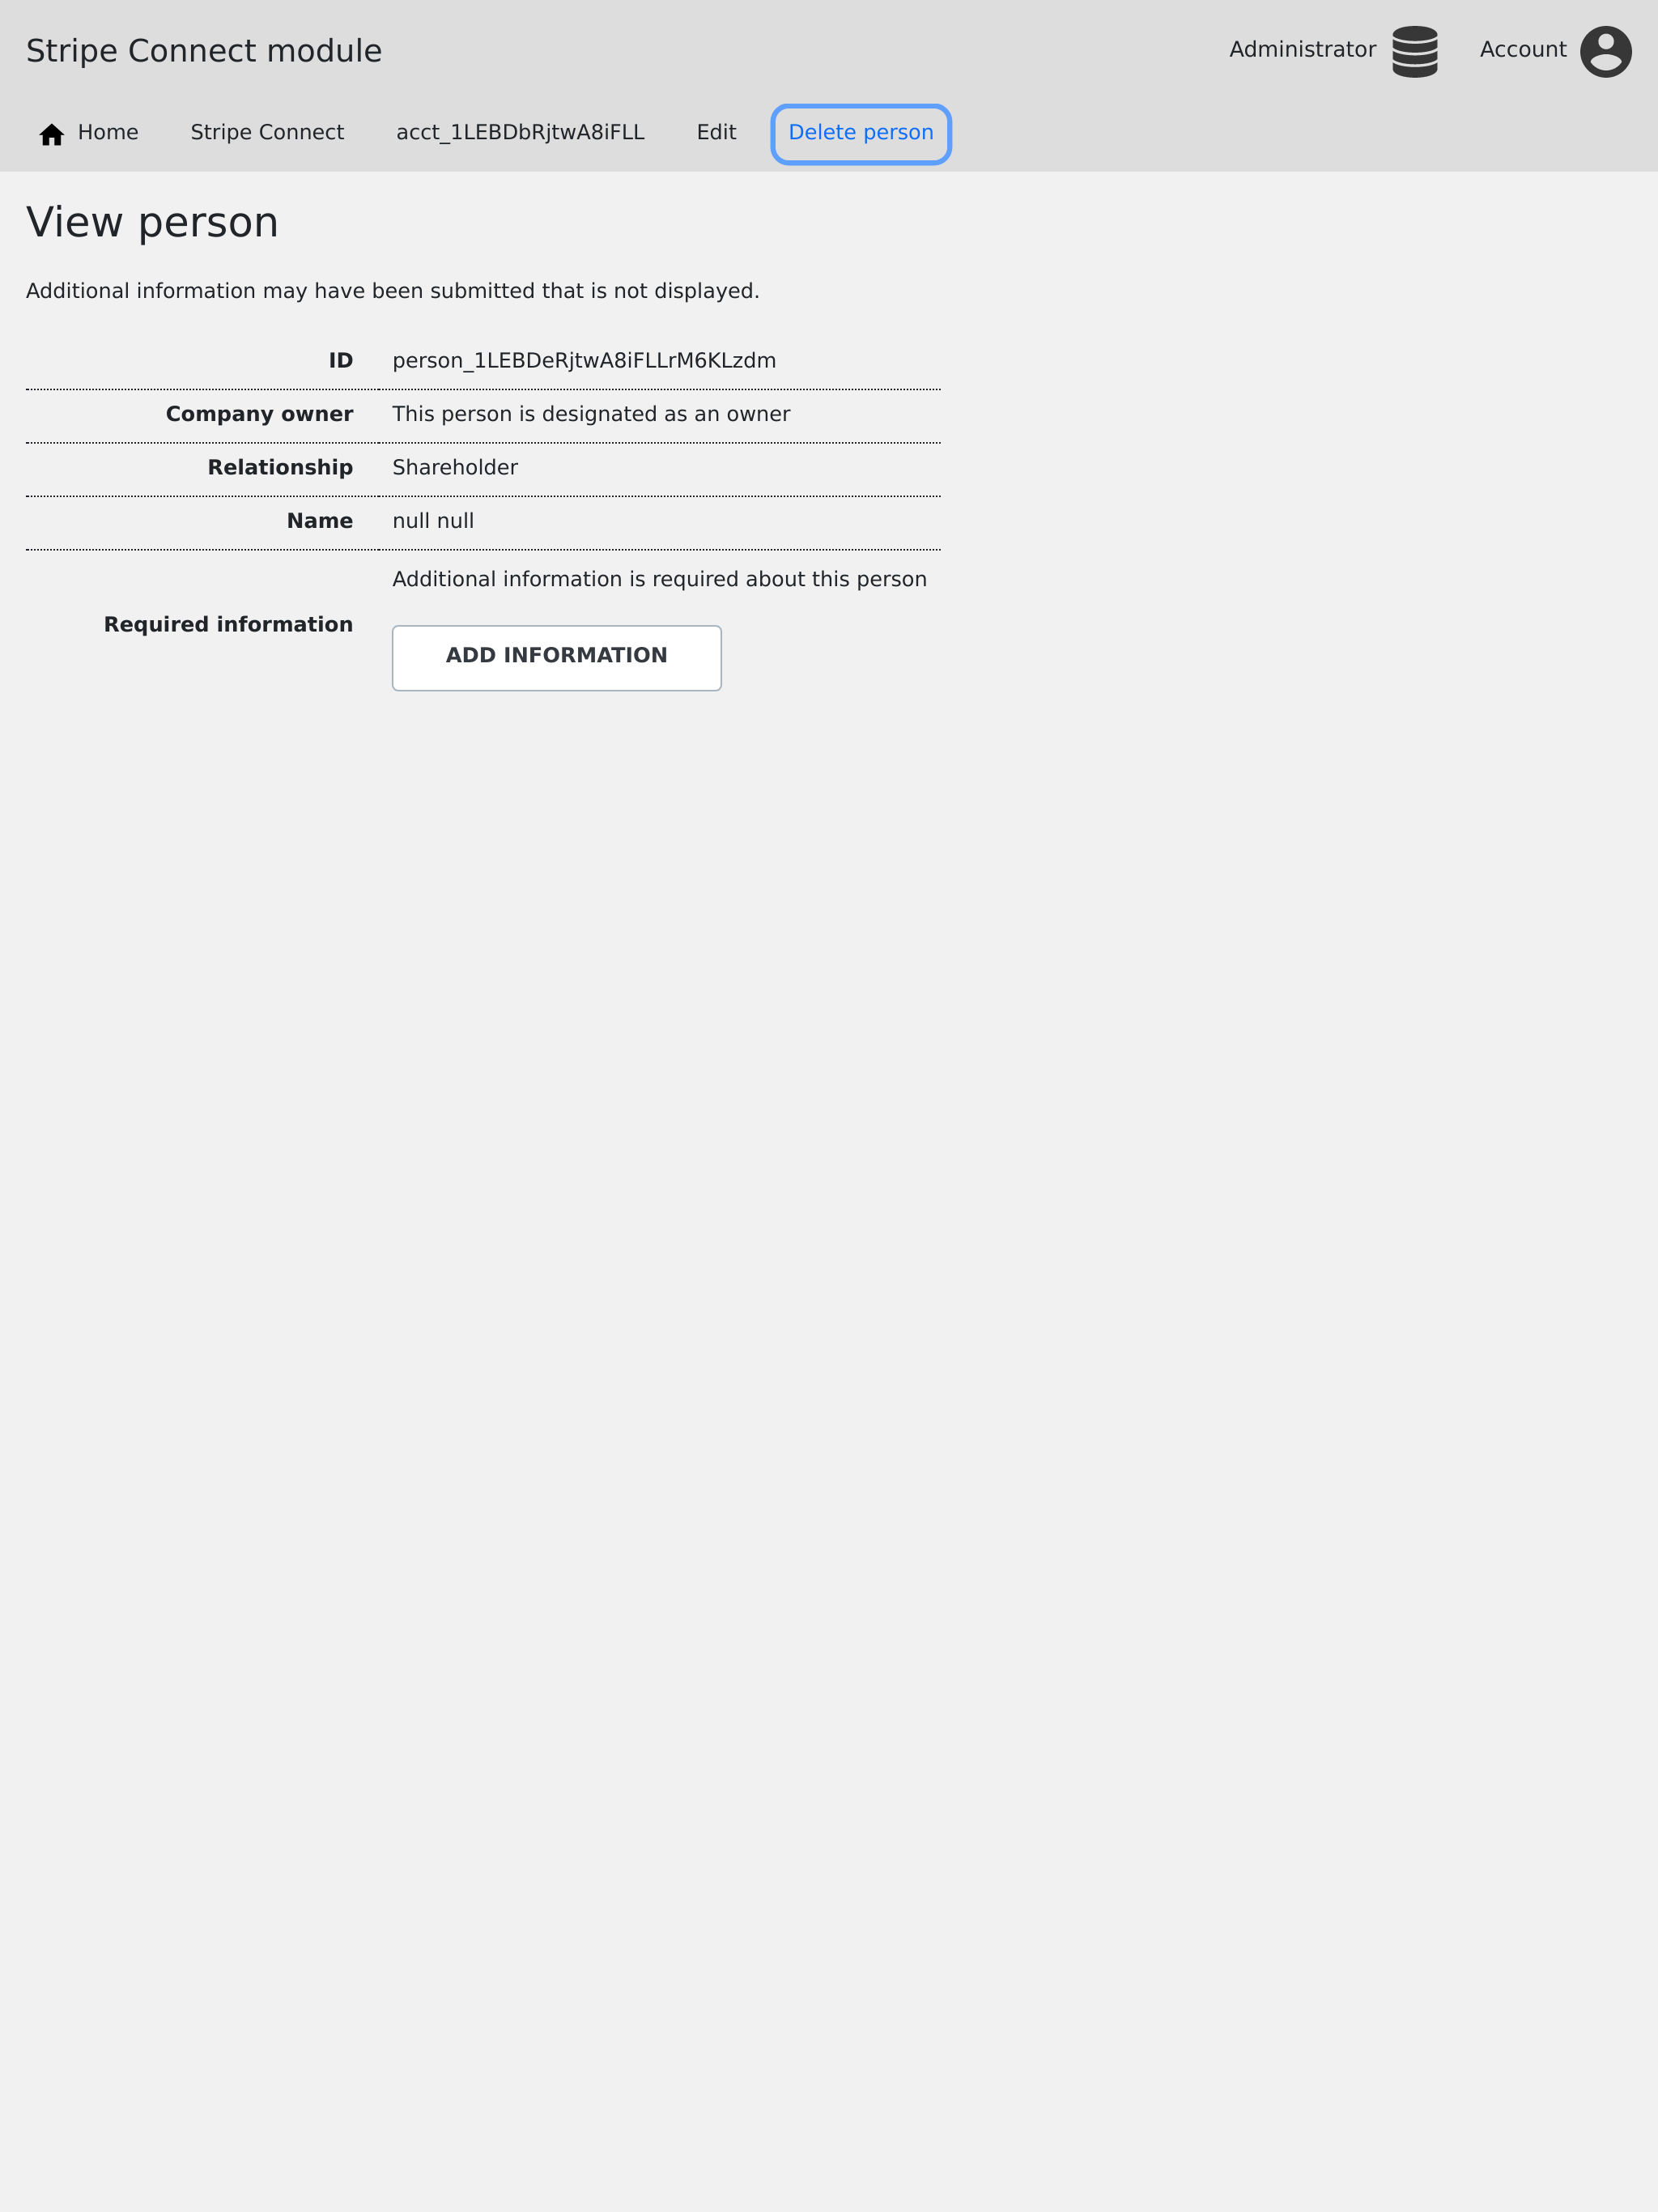 Stripe Connect module
Administrator
Account
Home
Stripe Connect
acct_1LEBDbRjtwA8iFLL
Edit
Delete person
View person
Additional information may have been submitted that is not displayed.
ID person_1LEBDeRjtwA8iFLLrM6KLzdm
Company owner This person is designated as an owner
Relationship Shareholder
Name null null
Additional information is required about this person
Required information
ADD INFORMATION